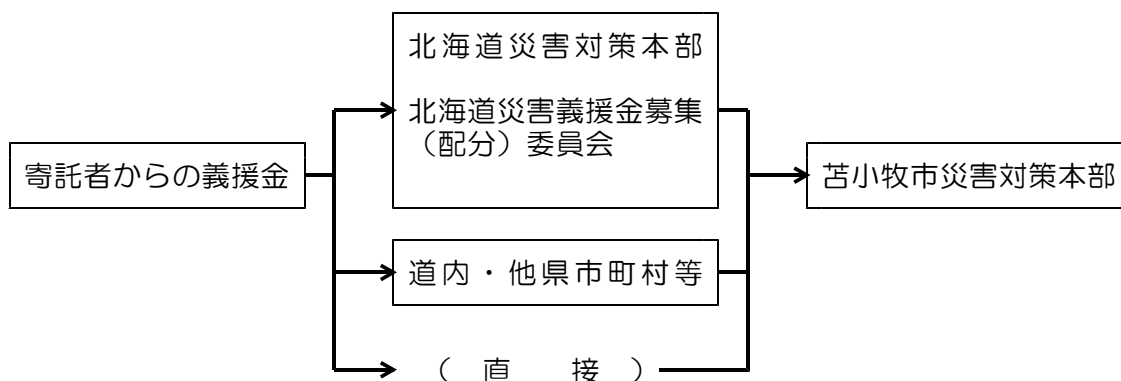 寄託者からの義援金
北海道災害対策本部
北海道災害義援金募集
（配分）委員会
道内・他県市町村等
（直接）
苫小牧市災害対策本部